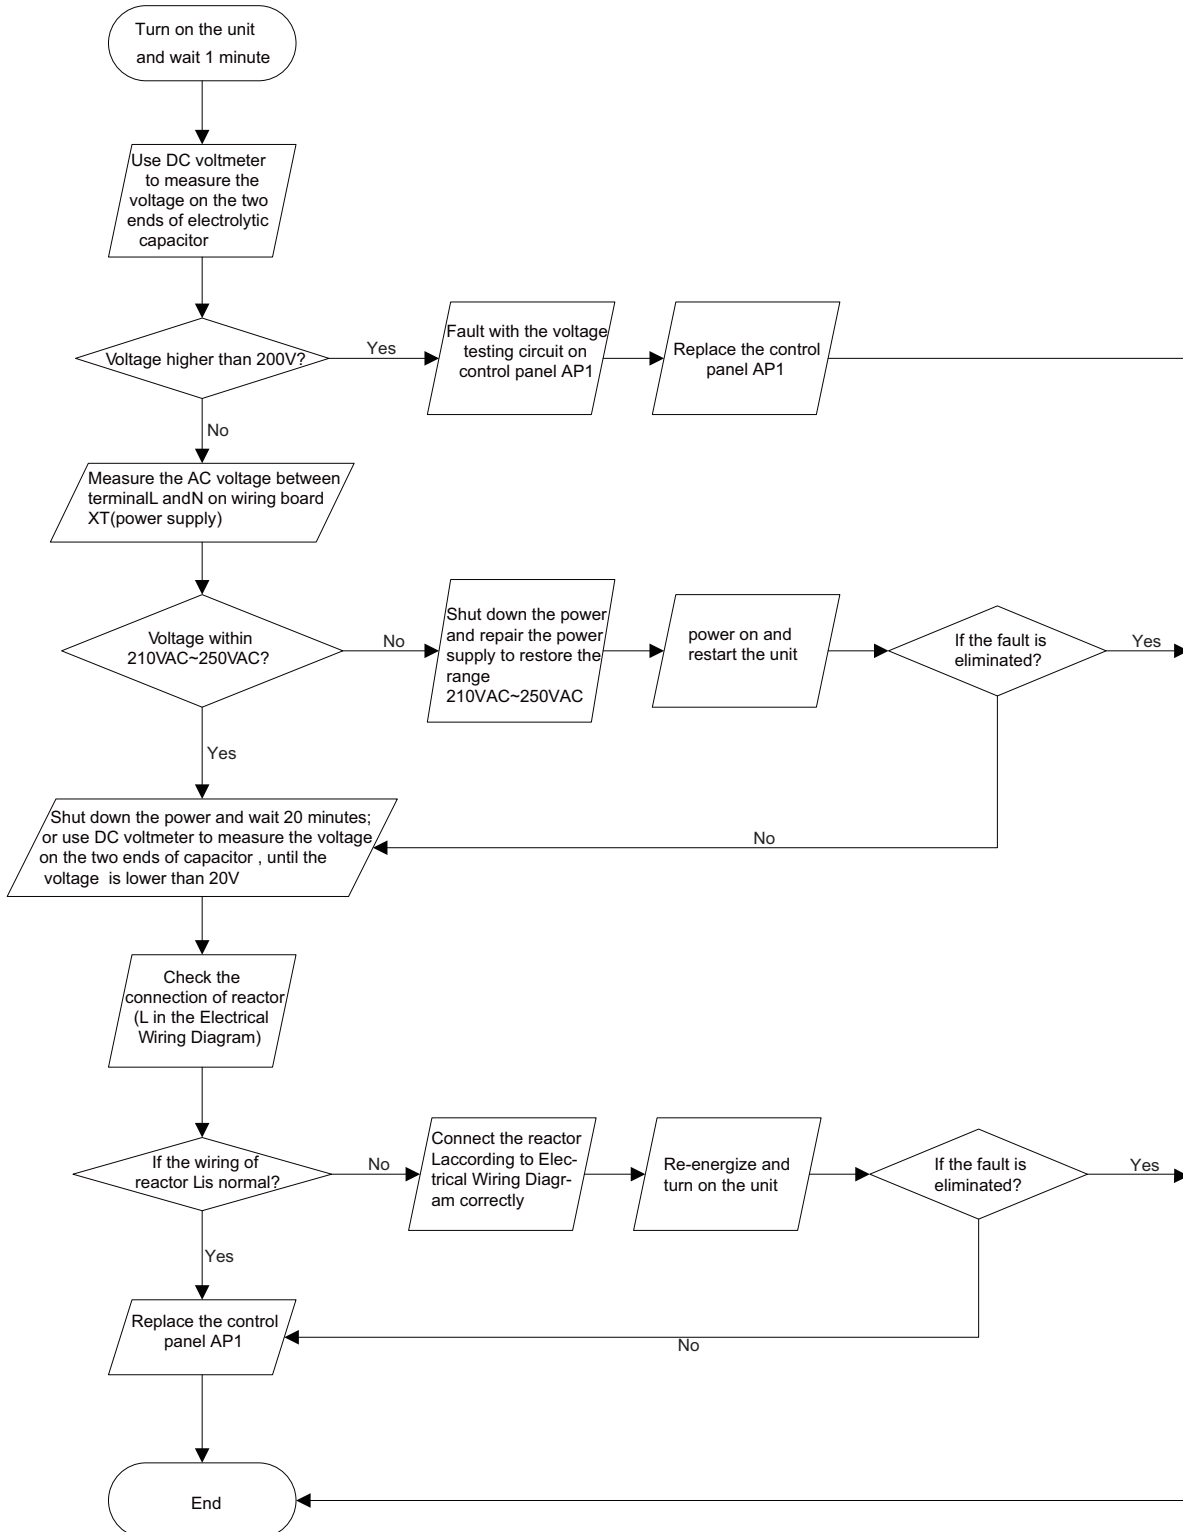 Turn on the unit
and wait 1 minute
Use DC voltmeter
to measure the
voltage on the two
ends of electrolytic
capacitor
Voltage higher than 200V?
Yes
Fault with the voltage
testing circuit on
control panel AP1
Replace the control
panel AP1
No
Measure the AC voltage between
terminalL andN on wiring board
XT(power supply)
Voltage within
210VAC~250VAC?
No
Shut down the power
and repair the power
supply to restore the
range
210VAC~250VAC
power on and
restart the unit
If the fault is
eliminated?
Yes
Yes
No
Shut down the power and wait 20 minutes;
or use DC voltmeter to measure the voltage
on the two ends of capacitor , until the
voltage is lower than 20V
Check the
connection of reactor
(L in the Electrical
Wiring Diagram)
If the wiring of
reactor Lis normal?
No
Connect the reactor
Laccording to Elec-
trical Wiring Diagr-
am correctly
Re-energize and
turn on the unit
If the fault is
eliminated?
Yes
Yes
No
Replace the control
panel AP1
End